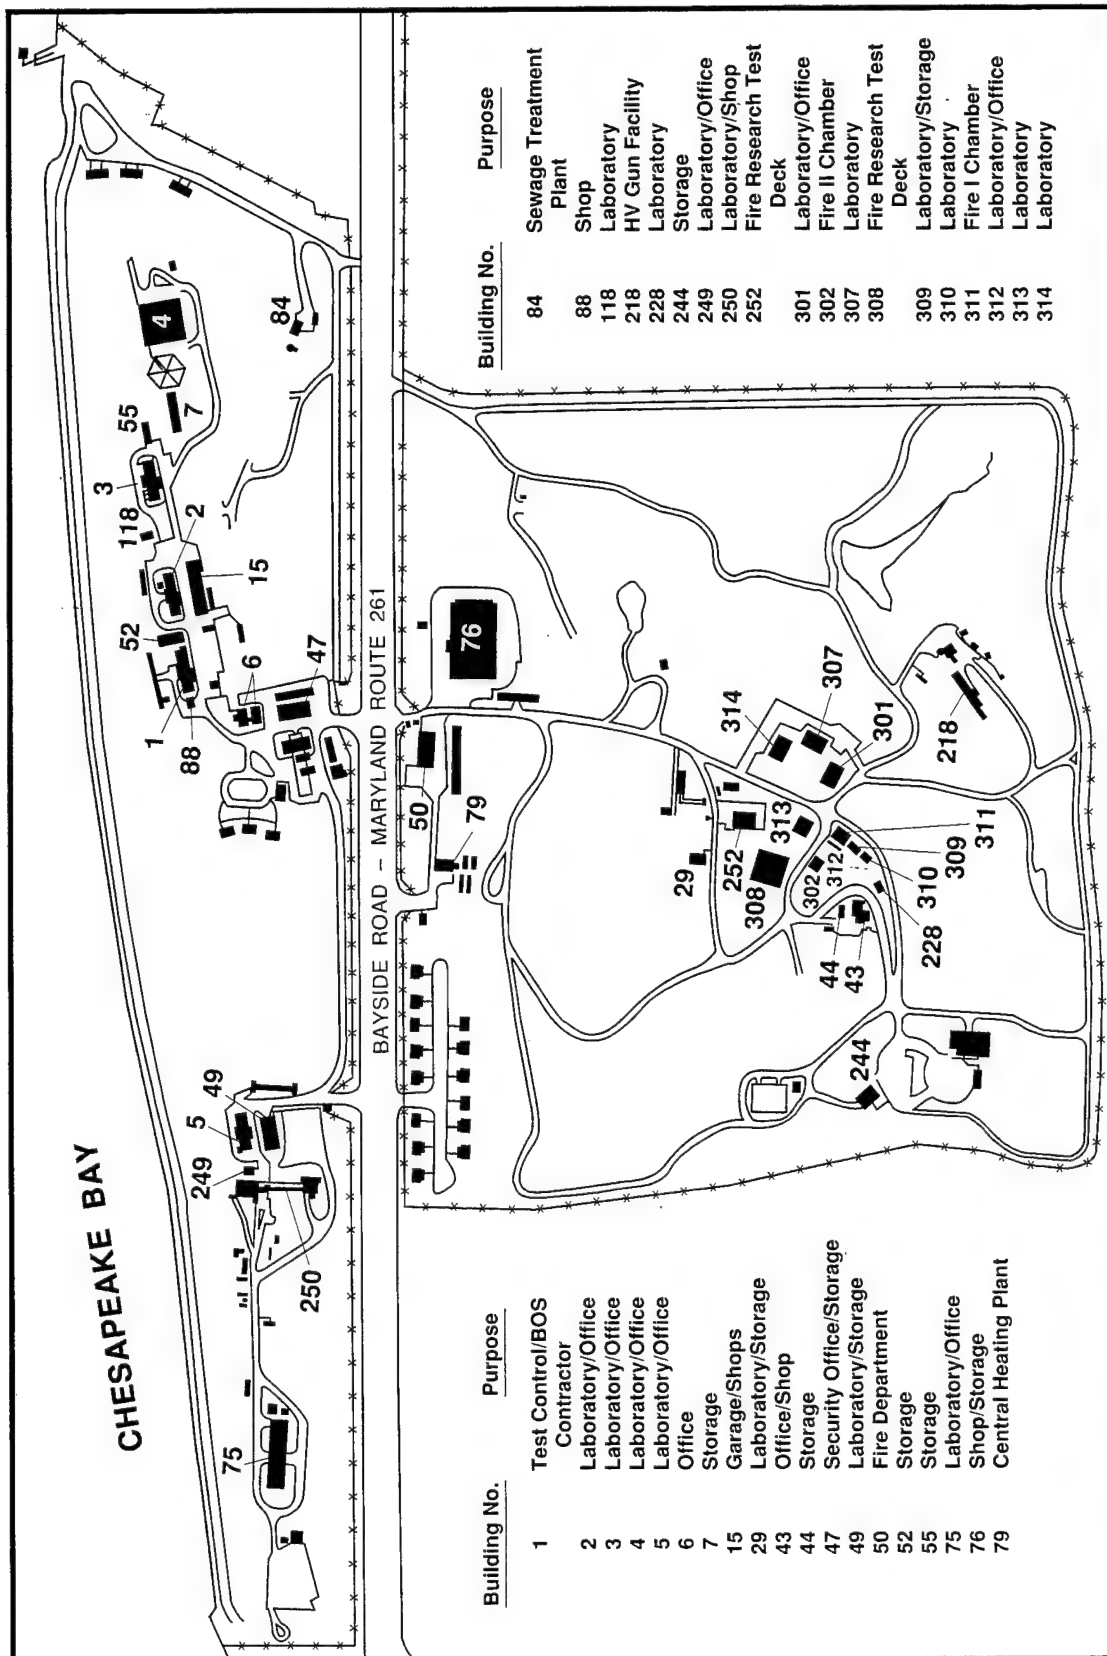 CHESAPEAKE BAY
BAYSIDE ROAD – MARYLAND ROUTE 261
75
250
249
5
49
88
1
52
6
47
15
2
118
3
55
7
4
84
50
79
76
29
252
308
313
314
307
301
302
312
311
309
310
228
44
43
244
218
Building No. Purpose
1 Test Control/BOS
Contractor
2 Laboratory/Office
3 Laboratory/Office
4 Laboratory/Office
5 Laboratory/Office
6 Office
7 Storage
15 Garage/Shops
29 Laboratory/Storage
43 Office/Shop
44 Storage
47 Security Office/Storage
49 Laboratory/Storage
50 Fire Department
52 Storage
55 Storage
75 Laboratory/Office
76 Shop/Storage
79 Central Heating Plant
Building No. Purpose
84 Sewage Treatment
Plant
88 Shop
118 Laboratory
218 HV Gun Facility
228 Laboratory
244 Storage
249 Laboratory/Office
250 Laboratory/Shop
252 Fire Research Test
Deck
301 Laboratory/Office
302 Fire II Chamber
307 Laboratory
308 Fire Research Test
Deck
309 Laboratory/Storage
310 Laboratory
311 Fire I Chamber
312 Laboratory/Office
313 Laboratory
314 Laboratory